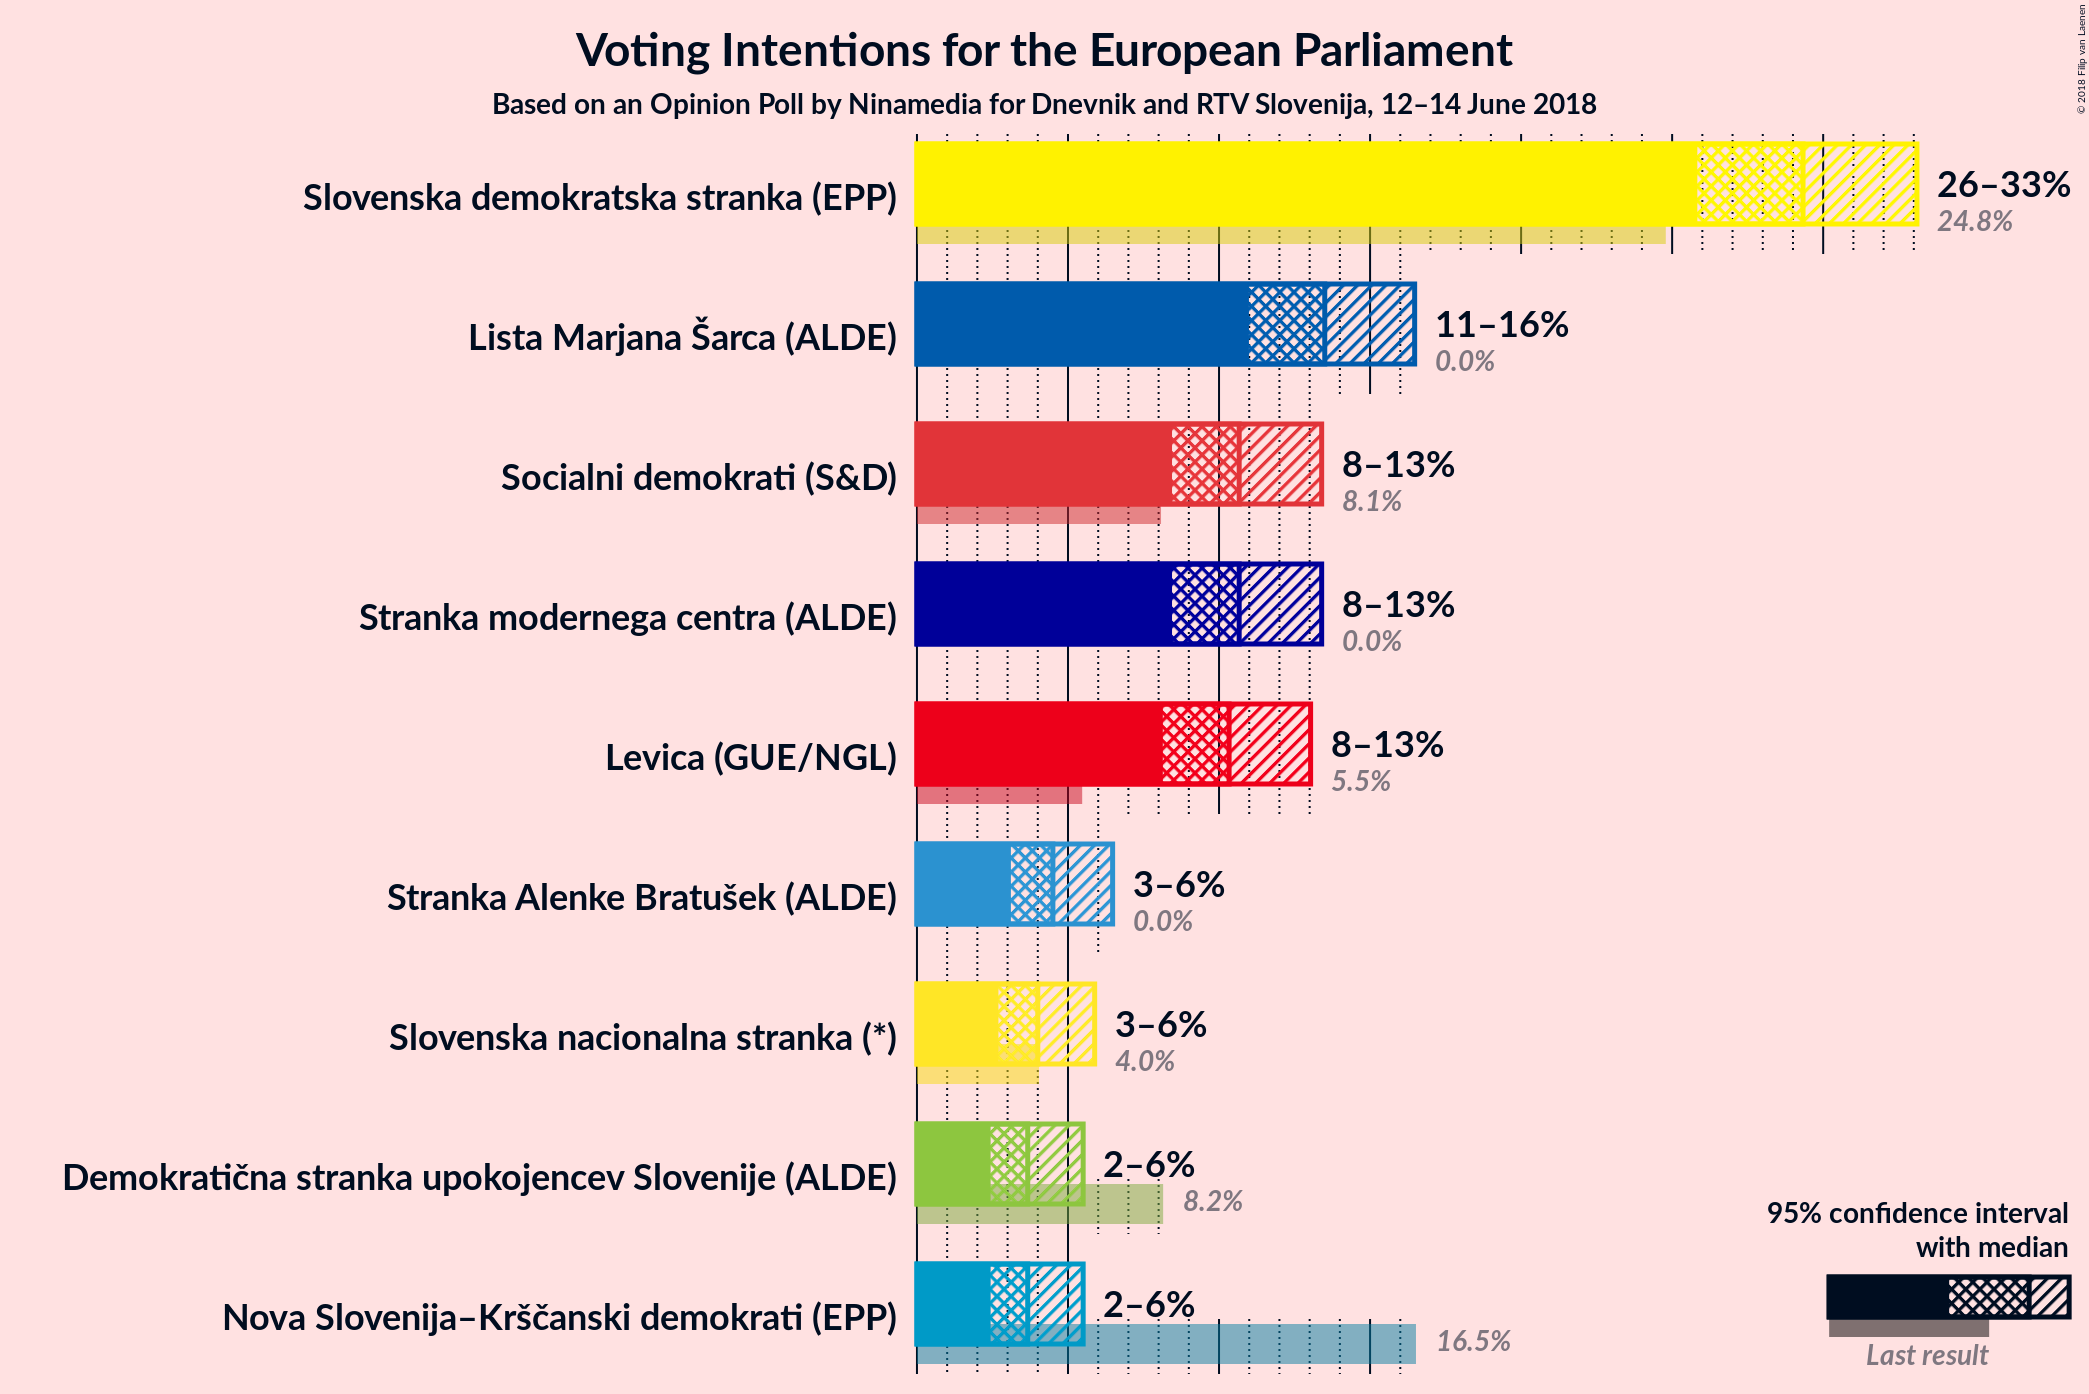 Voting Intentions for the European Parliament
Based on an Opinion Poll by Ninamedia for Dnevnik and RTV Slovenija, 12–14 June 2018
© 2018 Filip van Laenen
Slovenska demokratska stranka (EPP)
26–33%
24.8%
Lista Marjana Šarca (ALDE)
11–16%
0.0%
Socialni demokrati (S&D)
8–13%
8.1%
Stranka modernega centra (ALDE)
8–13%
0.0%
Levica (GUE/NGL)
8–13%
5.5%
Stranka Alenke Bratušek (ALDE)
3–6%
0.0%
Slovenska nacionalna stranka (*)
3–6%
4.0%
Demokratična stranka upokojencev Slovenije (ALDE)
2–6%
8.2%
Nova Slovenija–Krščanski demokrati (EPP)
2–6%
16.5%
95% confidence interval
with median
Last result